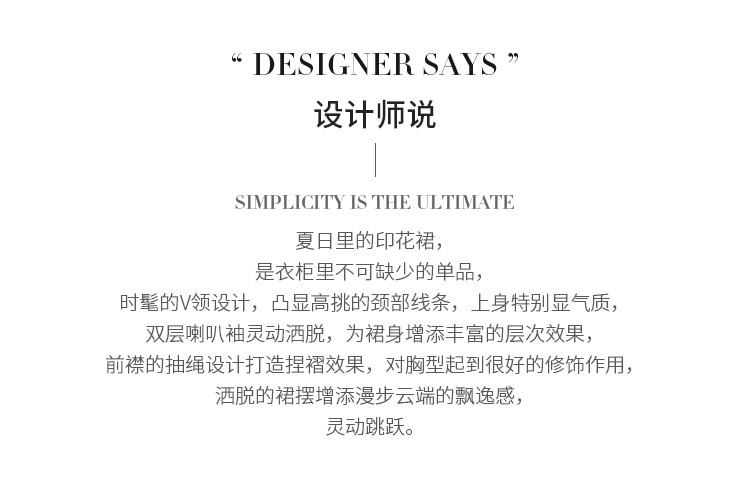 “ DESIGNER SAYS ”
设计师说
SIMPLICITY IS THE ULTIMATE
夏日里的印花裙，
是衣柜里不可缺少的单品，
时髦的V领设计，凸显高挑的颈部线条，上身特别显气质，
双层喇叭袖灵动洒脱，为裙身增添丰富的层次效果，
前襟的抽绳设计打造捏褶效果，对胸型起到很好的修饰作用，
洒脱的裙摆增添漫步云端的飘逸感，
灵动跳跃。